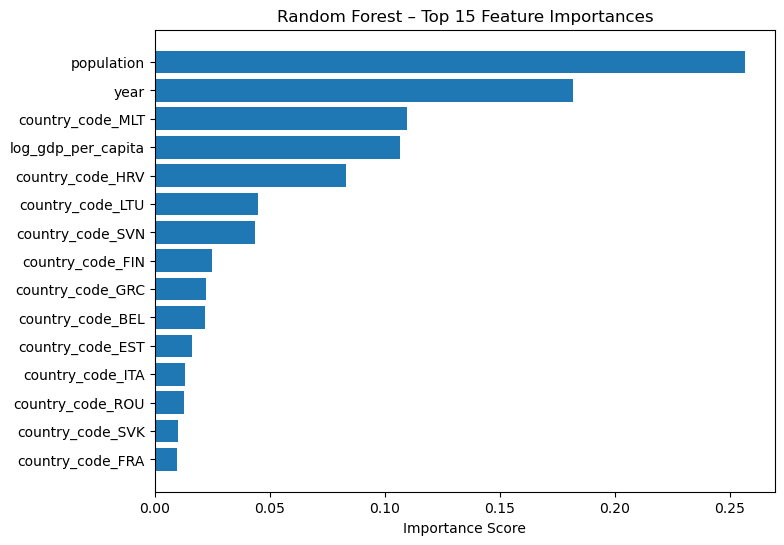 Random Forest – Top 15 Feature Importances
population
year
country_code_MLT
log_gdp_per_capita
country_code_HRV
country_code_LTU
country_code_SVN
country_code_FIN
country_code_GRC
country_code_BEL
country_code_EST
country_code_ITA
country_code_ROU
country_code_SVK
country_code_FRA
0.00 0.05 0.10 0.15 0.20 0.25
Importance Score